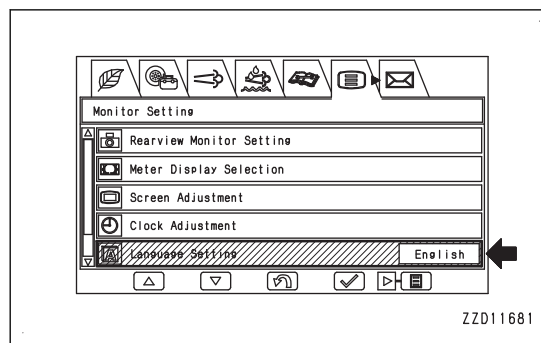 Monitor Setting
Rearview Monitor Setting
Meter Display Selection
Screen Adjustment
Clock Adjustment
Language Setting English
ZZD11681